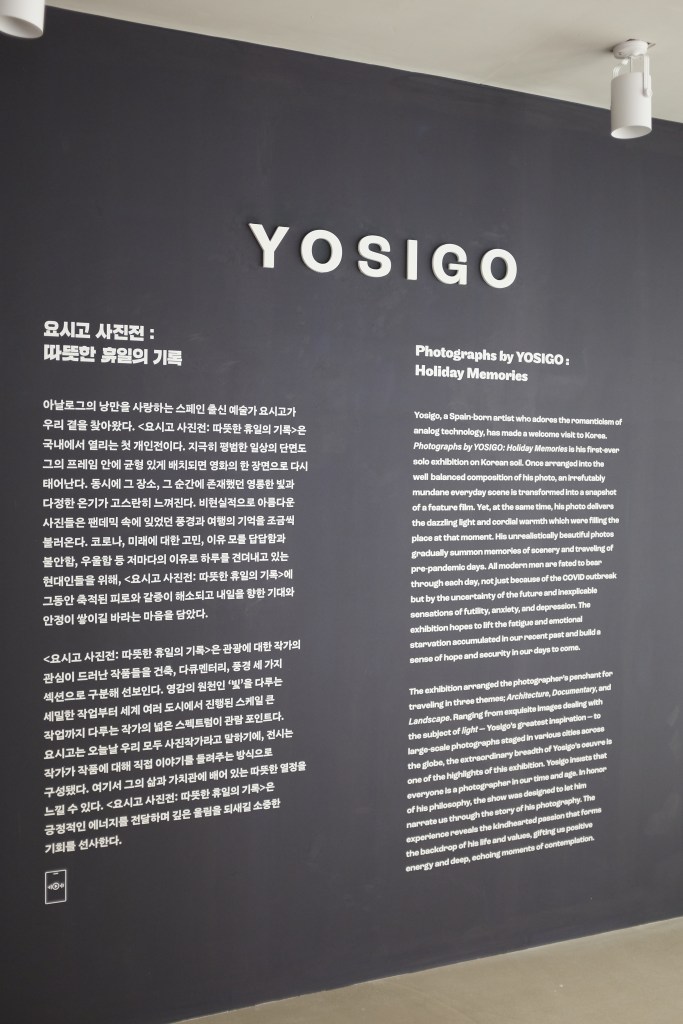 YOSIGO
요시고 사진전 :
따뜻한 휴일의 기록
아날로그의 낭만을 사랑하는 스페인 출신 예술가 요시고가
우리 곁을 찾아왔다. <요시고 사진전: 따뜻한 휴일의 기록>은
국내에서 열리는 첫 개인전이다. 지극히 평범한 일상의 단면도
그의 프레임 안에 균형 있게 배치되면 영화의 한 장면으로 다시
태어난다. 동시에 그 장소, 그 순간에 존재했던 영롱한 빛과
다정한 온기가 고스란히 느껴진다. 비현실적으로 아름다운
사진들은 팬데믹 속에 잊었던 풍경과 여행의 기억을 조금씩
불러온다. 코로나, 미래에 대한 고민, 이유 모를 답답함과
불안함, 우울함 등 저마다의 이유로 하루를 견뎌내고 있는
현대인들을 위해, <요시고 사진전: 따뜻한 휴일의 기록>에
그동안 축적된 피로와 갈증이 해소되고 내일을 향한 기대와
안정이 쌓이길 바라는 마음을 담았다.
<요시고 사진전: 따뜻한 휴일의 기록>은 관광에 대한 작가의
관심이 드러난 작품들을 건축, 다큐멘터리, 풍경 세 가지
섹션으로 구분해 선보인다. 영감의 원천인 ‘빛’을 다루는
세밀한 작업부터 세계 여러 도시에서 진행된 스케일 큰
작업까지 다루는 작가의 넓은 스펙트럼이 관람 포인트다.
요시고는 오늘날 우리 모두 사진작가라고 말하기에, 전시는
작가가 작품에 대해 직접 이야기를 들려주는 방식으로
구성됐다. 여기서 그의 삶과 가치관에 배어 있는 따뜻한 열정을
느낄 수 있다. <요시고 사진전: 따뜻한 휴일의 기록>은
긍정적인 에너지를 전달하며 깊은 울림을 되새길 소중한
기회를 선사한다.
Photographs by YOSIGO :
Holiday Memories
Yosigo, a Spain-born artist who adores the romanticism of
analog technology, has made a welcome visit to Korea.
Photographs by YOSIGO: Holiday Memories is his first-ever
solo exhibition on Korean soil. Once arranged into the
well balanced composition of his photo, an irrefutably
mundane everyday scene is transformed into a snapshot
of a feature film. Yet, at the same time, his photo delivers
the dazzling light and cordial warmth which were filling the
place at that moment. His unrealistically beautiful photos
gradually summon memories of scenery and traveling of
pre-pandemic days. All modern men are fated to bear
through each day, not just because of the COVID outbreak
but by the uncertainty of the future and inexplicable
sensations of futility, anxiety, and depression. The
exhibition hopes to lift the fatigue and emotional
starvation accumulated in our recent past and build a
sense of hope and security in our days to come.
The exhibition arranged the photographer's penchant for
traveling in three themes; Architecture, Documentary, and
Landscape. Ranging from exquisite images dealing with
the subject of light — Yosigo's greatest inspiration — to
large-scale photographs staged in various cities across
the globe, the extraordinary breadth of Yosigo's oeuvre is
one of the highlights of this exhibition. Yosigo insists that
everyone is a photographer in our time and age. In honor
of his philosophy, the show was designed to let him
narrate us through the story of his photography. The
experience reveals the kindhearted passion that forms
the backdrop of his life and values, gifting us positive
energy and deep, echoing moments of contemplation.